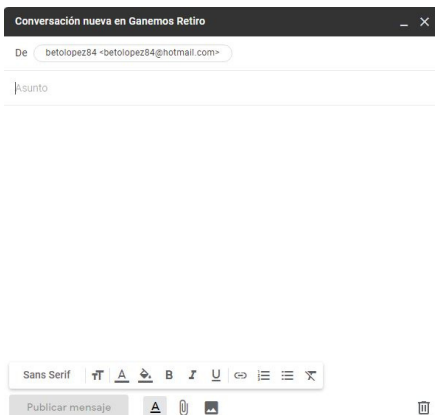 Conversación nueva en Ganemos Retiro
De betolopez84 <betolopez84@hotmail.com>
Asunto
Sans Serif
Publicar mensaje